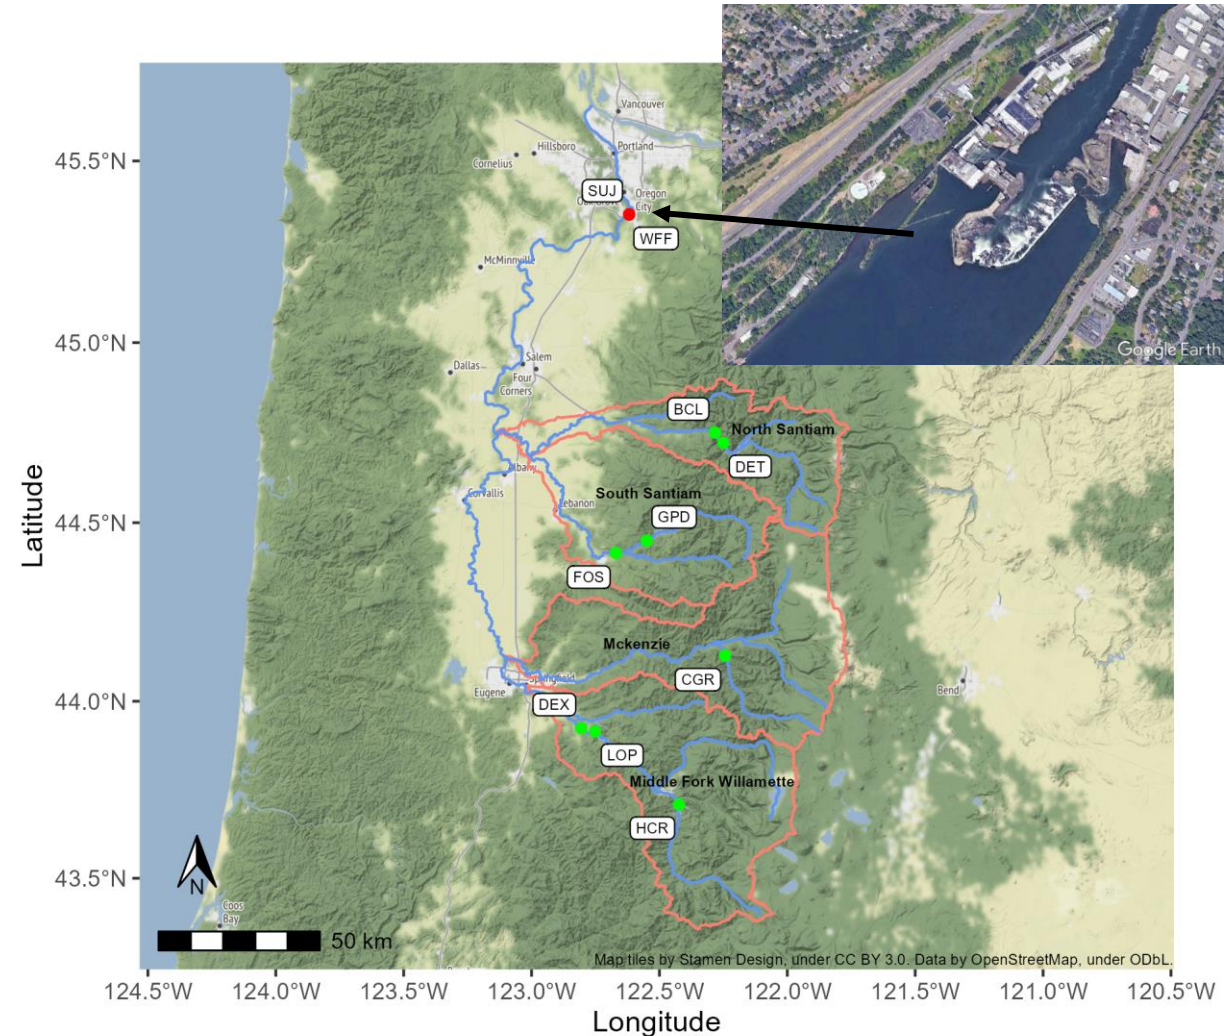 Google Earth
Vancouver
Hillsboro
Portland
Cornelius
SUJ
Oregon
City
WFF
McMinnville
Salem
Dallas
Four
Corners
BCL
North Santiam
DET
Albany
Corvallis
South Santiam
Lebanon
GPD
FOS
Mckenzie
CGR
Springfield
Eugene
Bend
DEX
LOP
Middle Fork Willamette
HCR
N
Coos
Bay
50 km
Map tiles by Stamen Design, under CC BY 3.0. Data by OpenStreetMap, under ODbL.
45.5°N
45.0°N
44.5°N
44.0°N
43.5°N
Latitude
124.5°W 124.0°W 123.5°W 123.0°W 122.5°W 122.0°W 121.5°W 121.0°W 120.5°W
Longitude